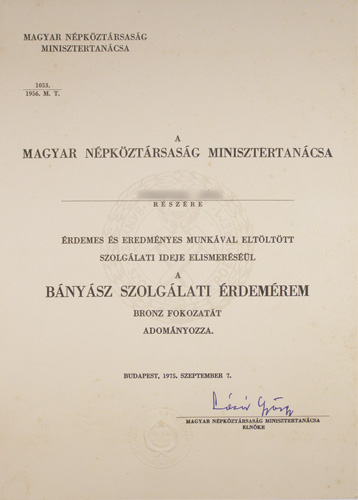 MAGYAR NÉPKÖZTÁRSASÁG
MINISZTERTANÁCSA
1053.
1956. M. T.
A
MAGYAR NÉPKÖZTÁRSASÁG MINISZTERTANÁCSA
RÉSZÉRE
ÉRDEMES ÉS EREDMÉNYES MUNKÁVAL ELTÖLTÖTT
SZOLGÁLATI IDEJE ELISMERÉSÉÜL
A
BÁNYÁSZ SZOLGÁLATI ÉRDEMÉREM
BRONZ FOKOZATÁT
ADOMÁNYOZZA.
BUDAPEST, 1975. SZEPTEMBER 7.
MAGYAR NÉPKÖZTÁRSASÁG MINISZTERTANÁCSA
ELNÖKE